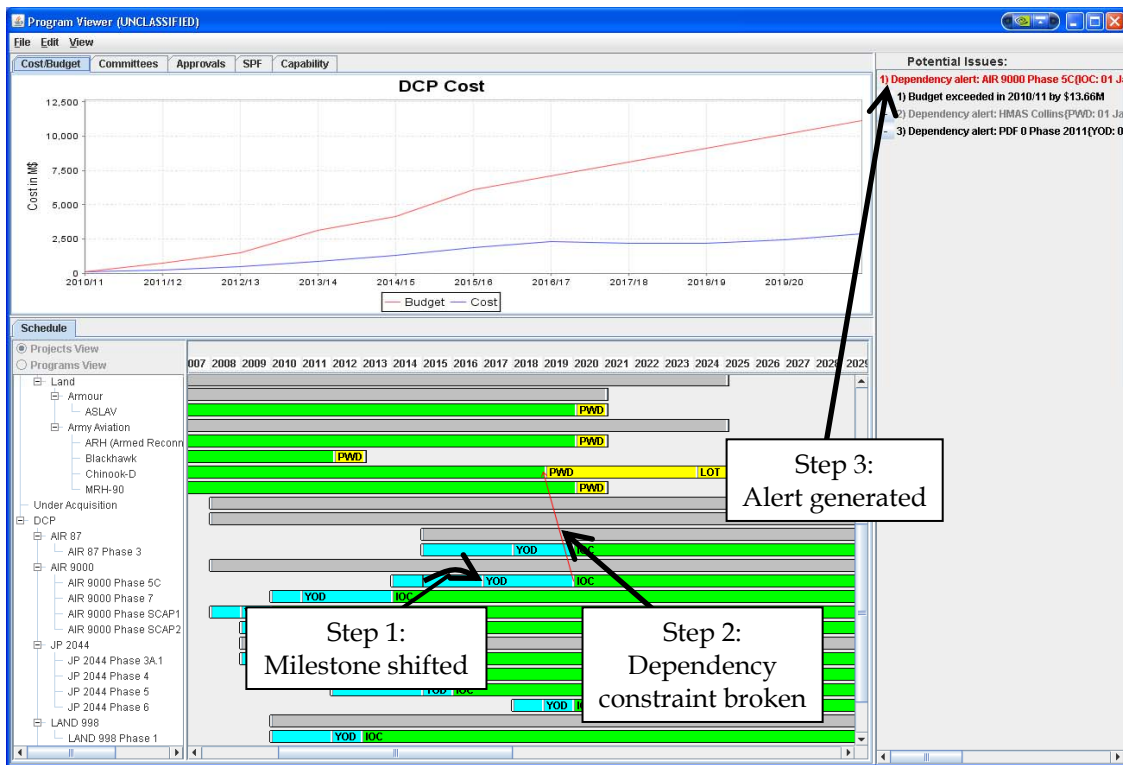 Program Viewer (UNCLASSIFIED)
File Edit View
Cost/Budget Committees Approvals SPF Capability
DCP Cost
Cost in M$
12,500
10,000
7,500
5,000
2,500
0
2010/11 2011/12 2012/13 2013/14 2014/15 2015/16 2016/17 2017/18 2018/19 2019/20
Budget Cost
Potential Issues:
1) Dependency alert: AIR 9000 Phase 5C(IOC: 01 Ja
1) Budget exceeded in 2010/11 by $13.66M
2) Dependency alert: HMAS Collins(PWD: 01 Ja
3) Dependency alert: PDF 0 Phase 2011(YOD: 0
Schedule
Projects View
Programs View
007 2008 2009 2010 2011 2012 2013 2014 2015 2016 2017 2018 2019 2020 2021 2022 2023 2024 2025 2026 2027 2028 2029
Land
Armour
ASLAV PWD
Army Aviation
ARH (Armed Reconn PWD
Blackhawk PWD
Chinook-D PWD LOT
MRH-90 PWD
Under Acquisition
DCP
AIR 87
AIR 87 Phase 3 YOD IOC
AIR 9000
AIR 9000 Phase 5C YOD IOC
AIR 9000 Phase 7 YOD IOC
AIR 9000 Phase SCAP1
AIR 9000 Phase SCAP2
JP 2044
JP 2044 Phase 3A.1
JP 2044 Phase 4
JP 2044 Phase 5 YOD IOC
JP 2044 Phase 6 YOD
LAND 998
LAND 998 Phase 1 YOD IOC
Step 1:
Milestone shifted
Step 2:
Dependency
constraint broken
Step 3:
Alert generated